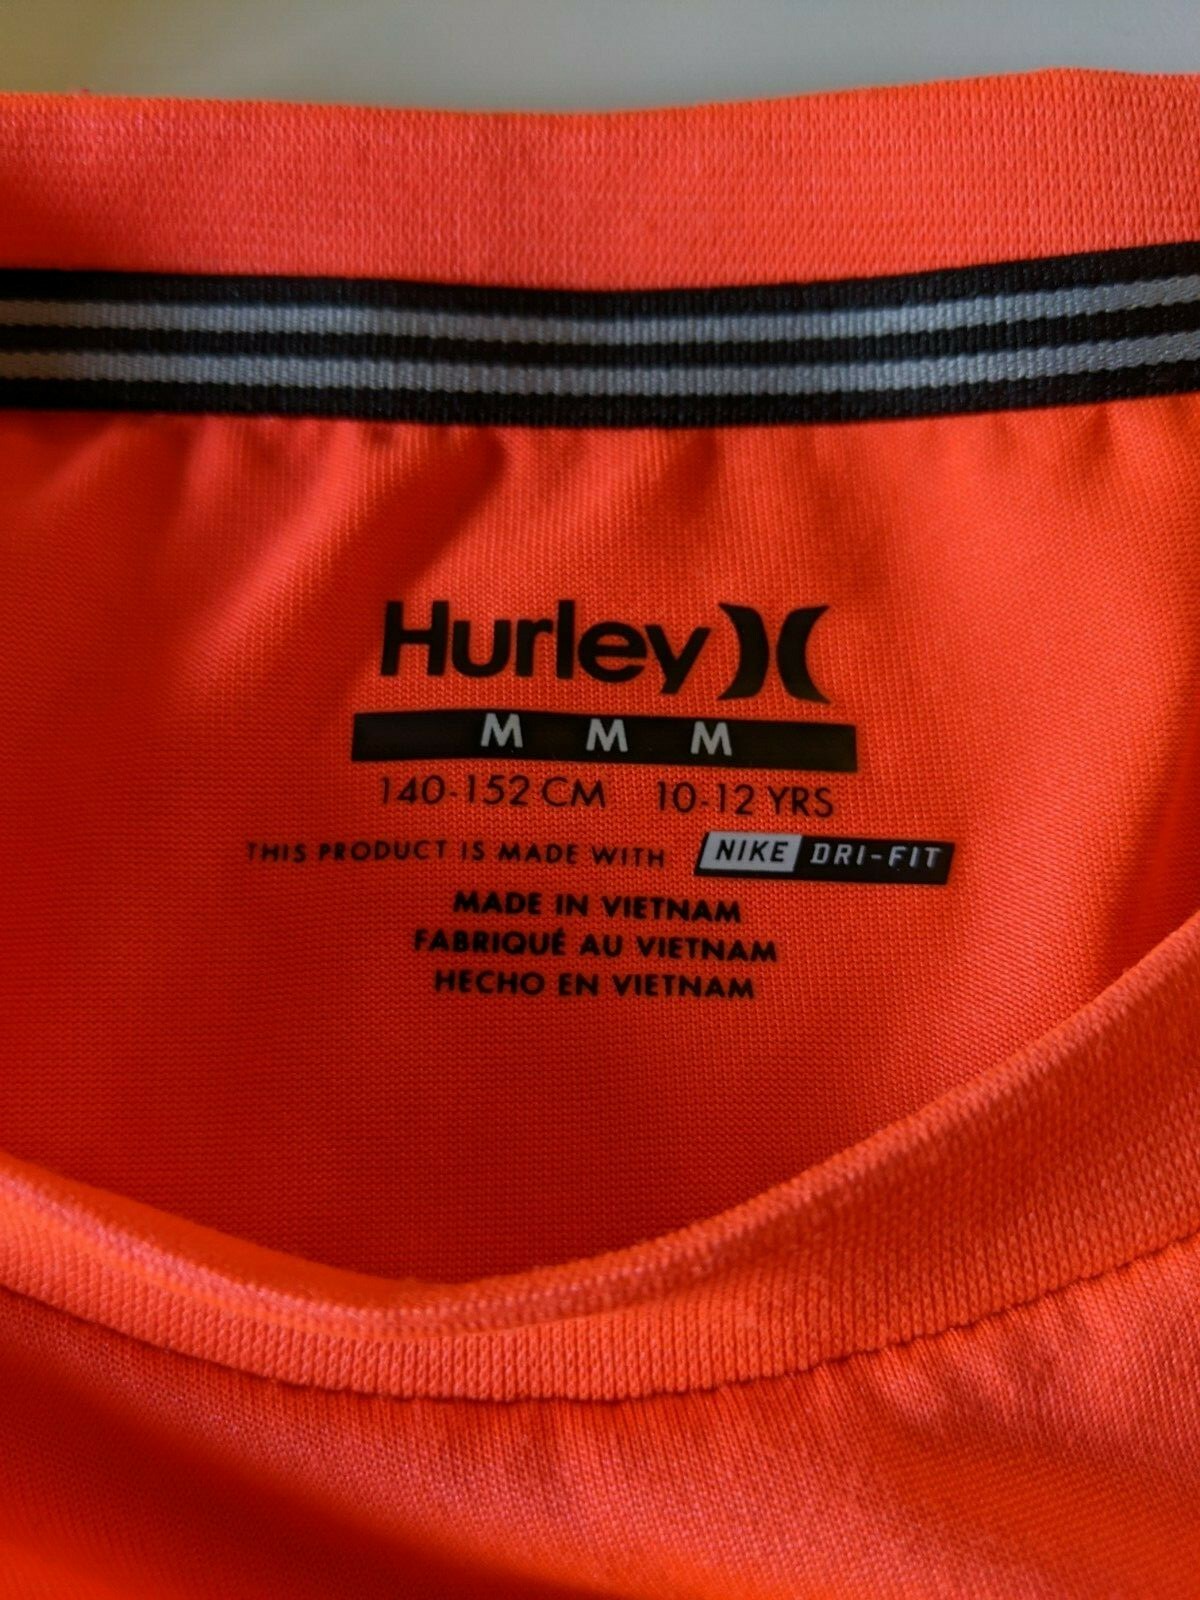 Hurley
M M M
140-152 CM 10-12 YRS
THIS PRODUCT IS MADE WITH NIKE DRI-FIT
MADE IN VIETNAM
FABRIQUÉ AU VIETNAM
HECHO EN VIETNAM